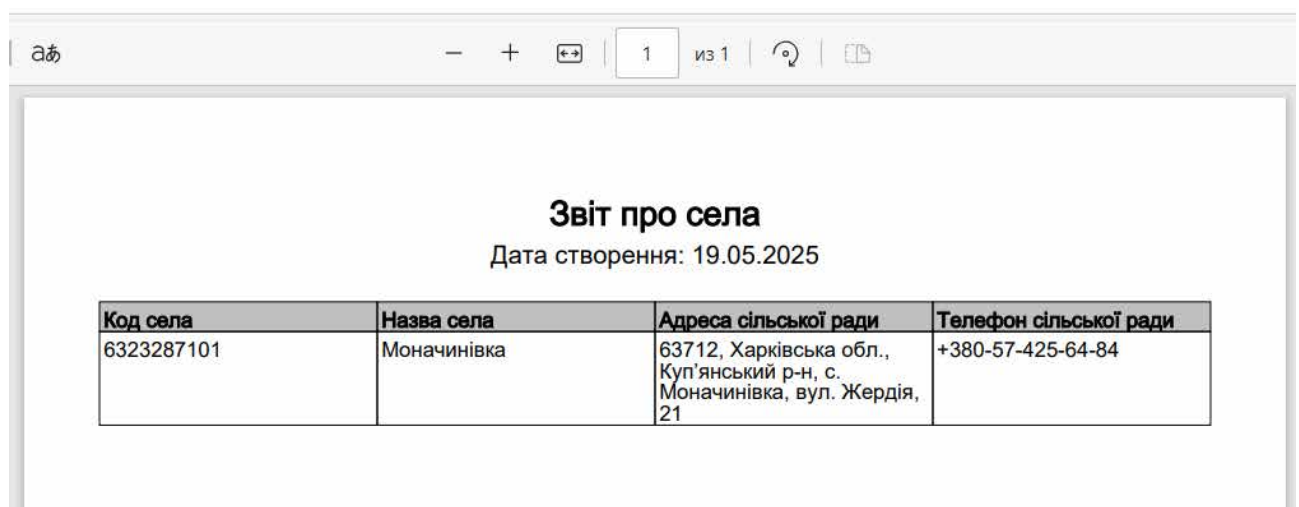 aあ
1 из 1
Звіт про села
Дата створення: 19.05.2025
Код села Назва села Адреса сільської ради Телефон сільської ради
6323287101 Моначинівка 63712, Харківська обл., +380-57-425-64-84
Куп'янський р-н, с.
Моначинівка, вул. Жердія,
21